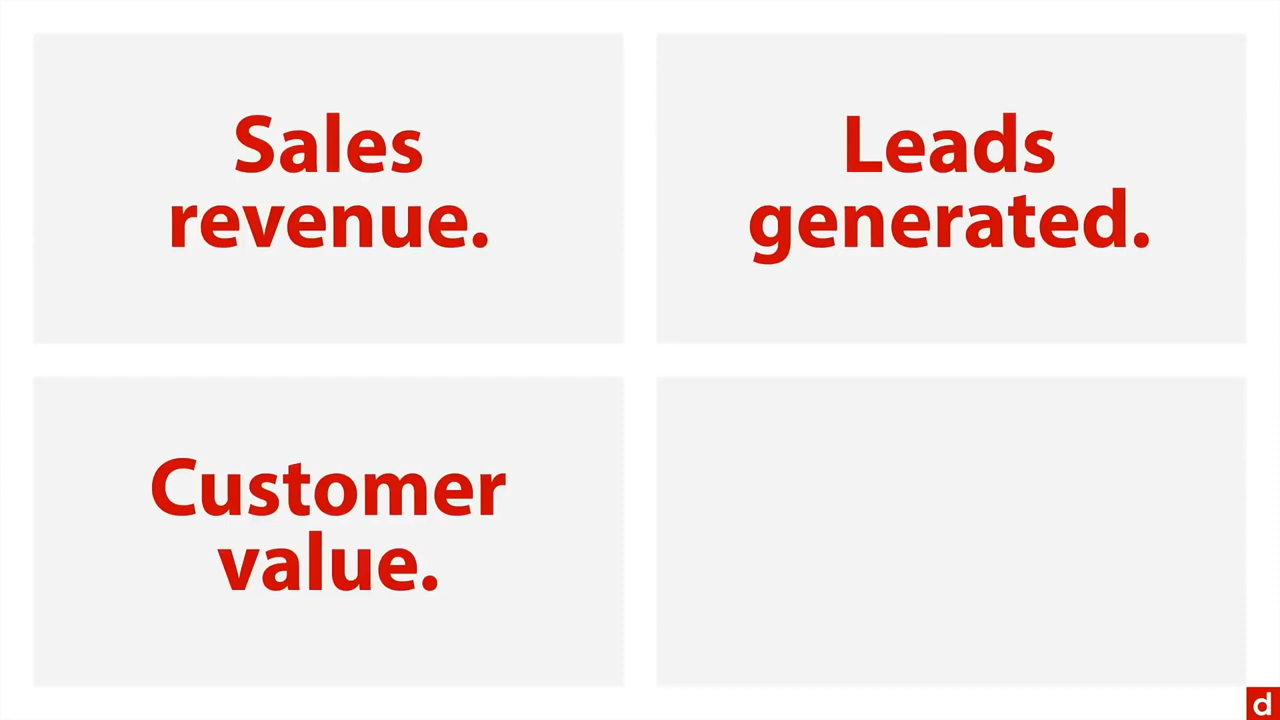 Sales
revenue.
Leads
generated.
Customer
value.
d